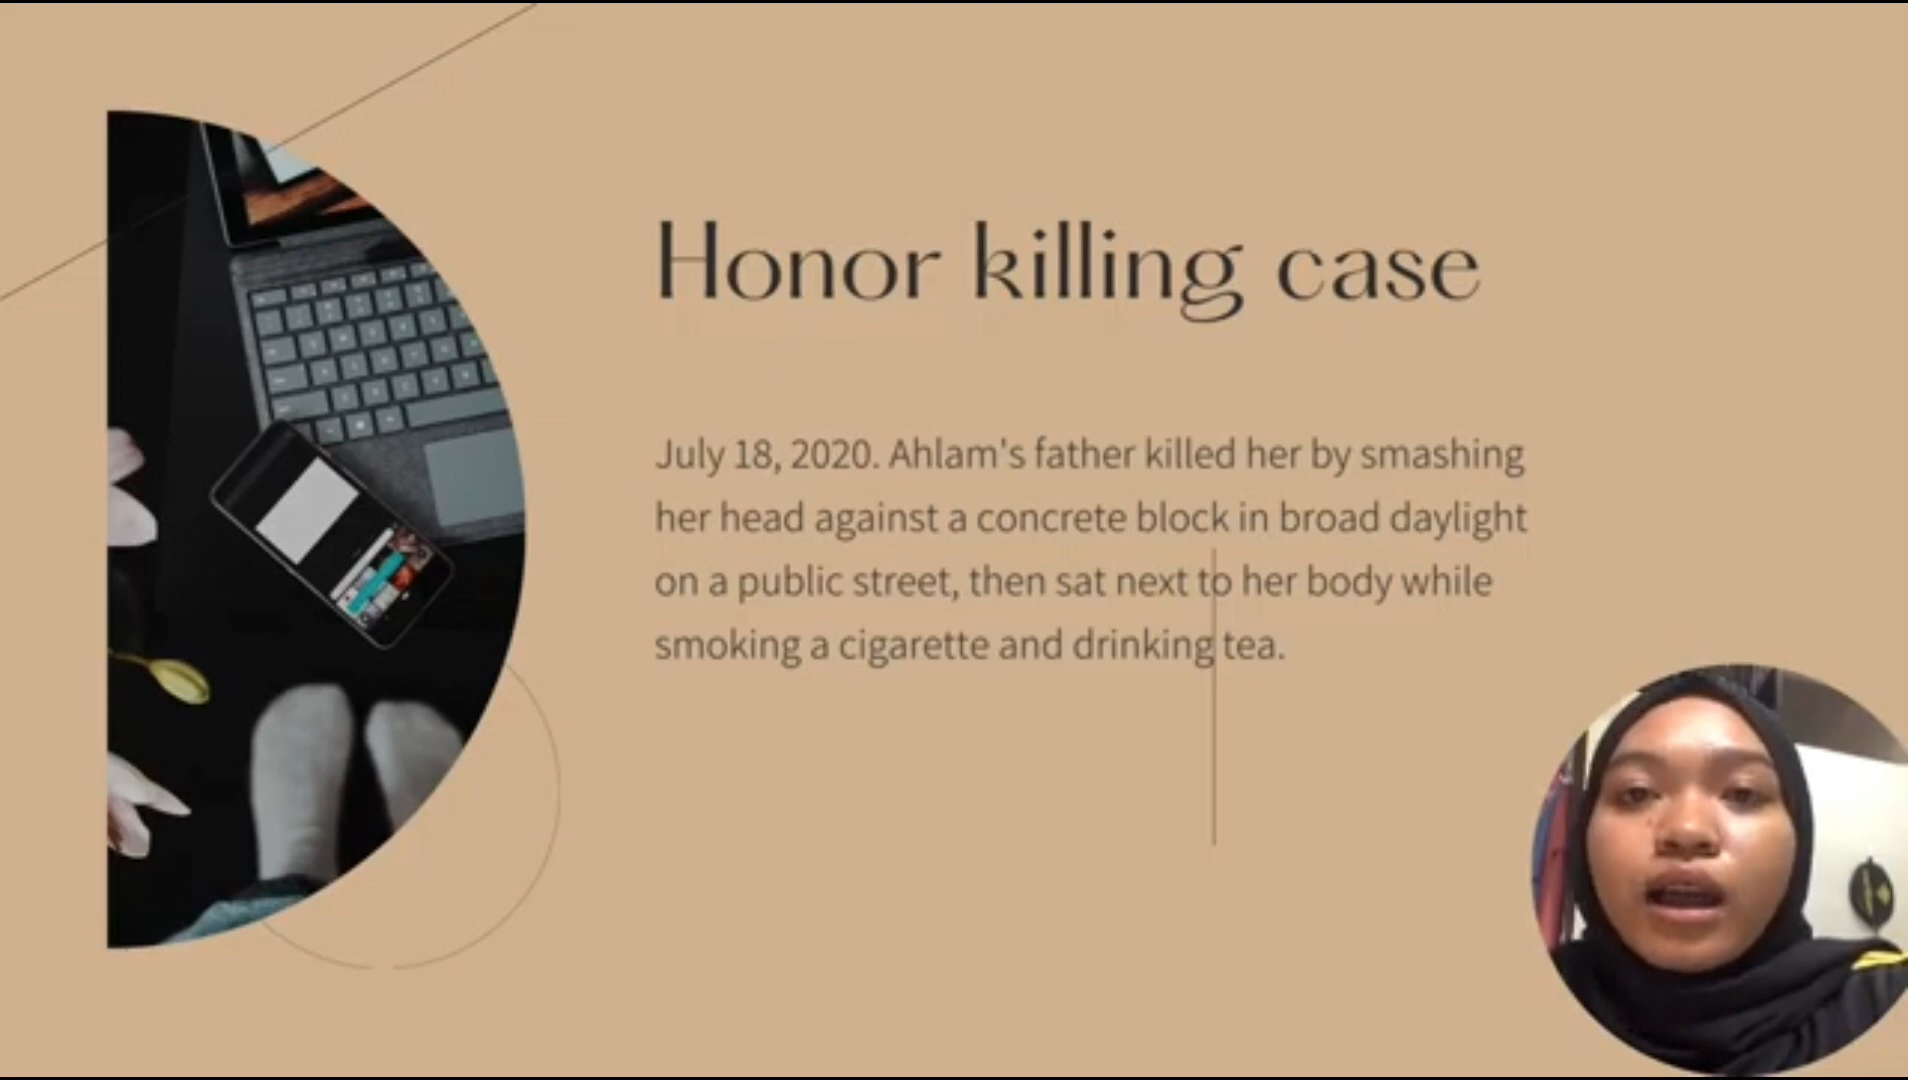 Honor killing case
July 18, 2020. Ahlam's father killed her by smashing
her head against a concrete block in broad daylight
on a public street, then sat next to her body while
smoking a cigarette and drinking tea.